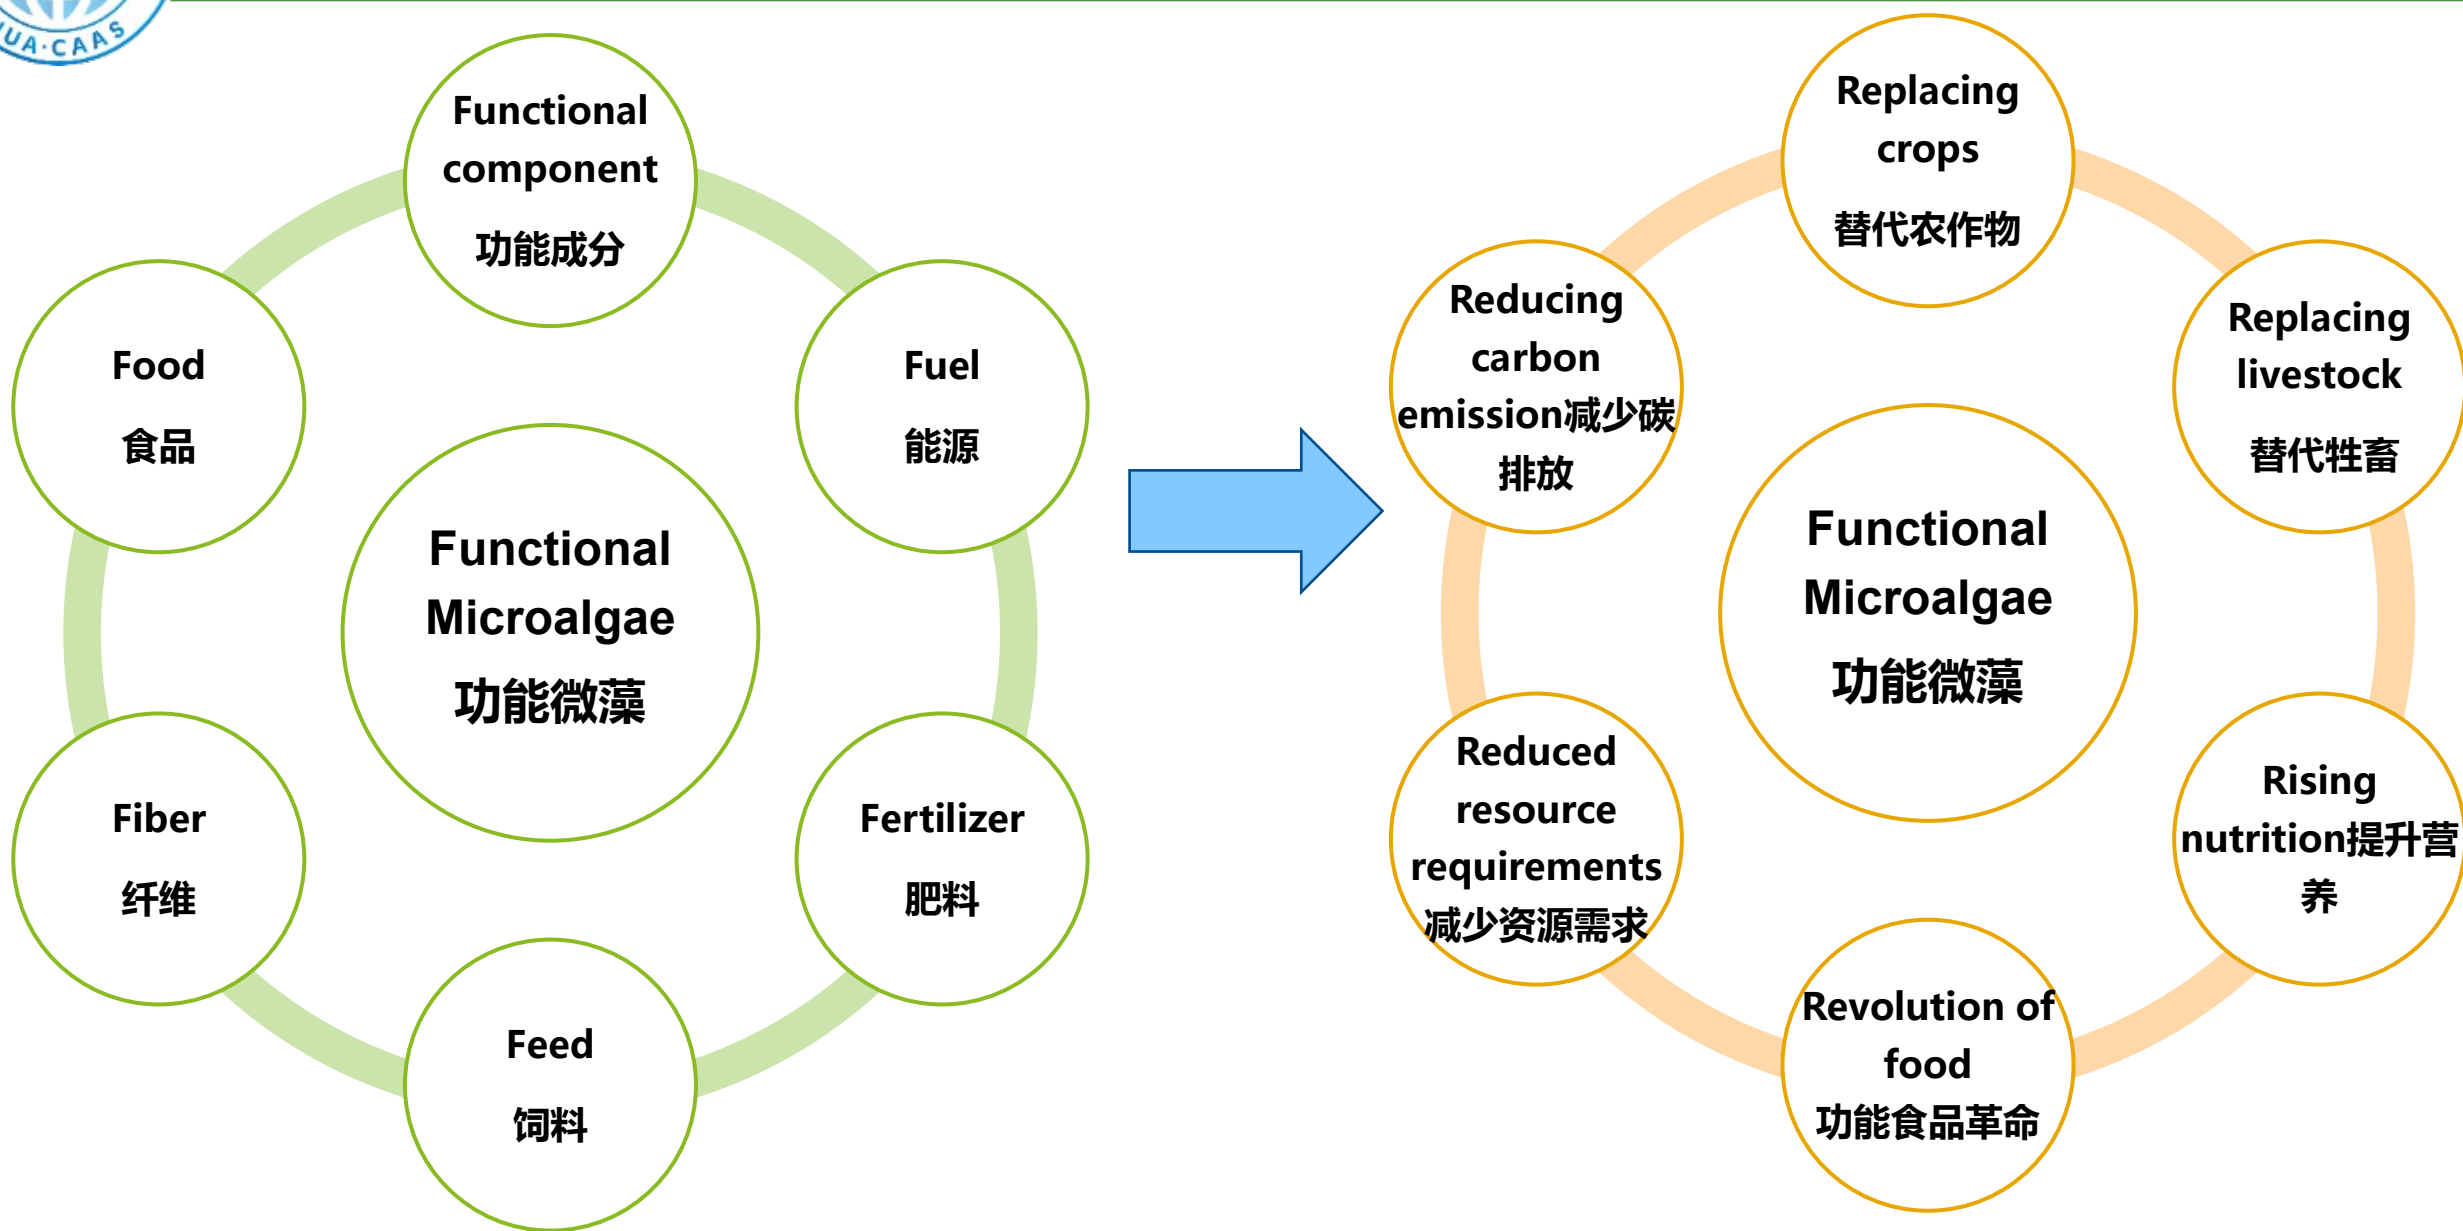 UA·CAAS
Functional
component
功能成分
Food
食品
Fuel
能源
Functional
Microalgae
功能微藻
Fiber
纤维
Fertilizer
肥料
Feed
饲料
Replacing
crops
替代农作物
Reducing
carbon
emission减少碳
排放
Replacing
livestock
替代牲畜
Functional
Microalgae
功能微藻
Reduced
resource
requirements
减少资源需求
Rising
nutrition提升营
养
Revolution of
food
功能食品革命